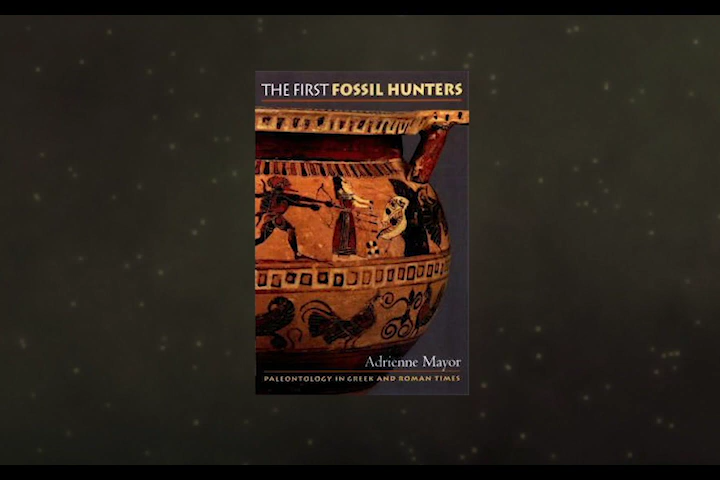 THE FIRST FOSSIL HUNTERS
Adrienne Mayor
PALEONTOLOGY IN GREEK AND ROMAN TIMES